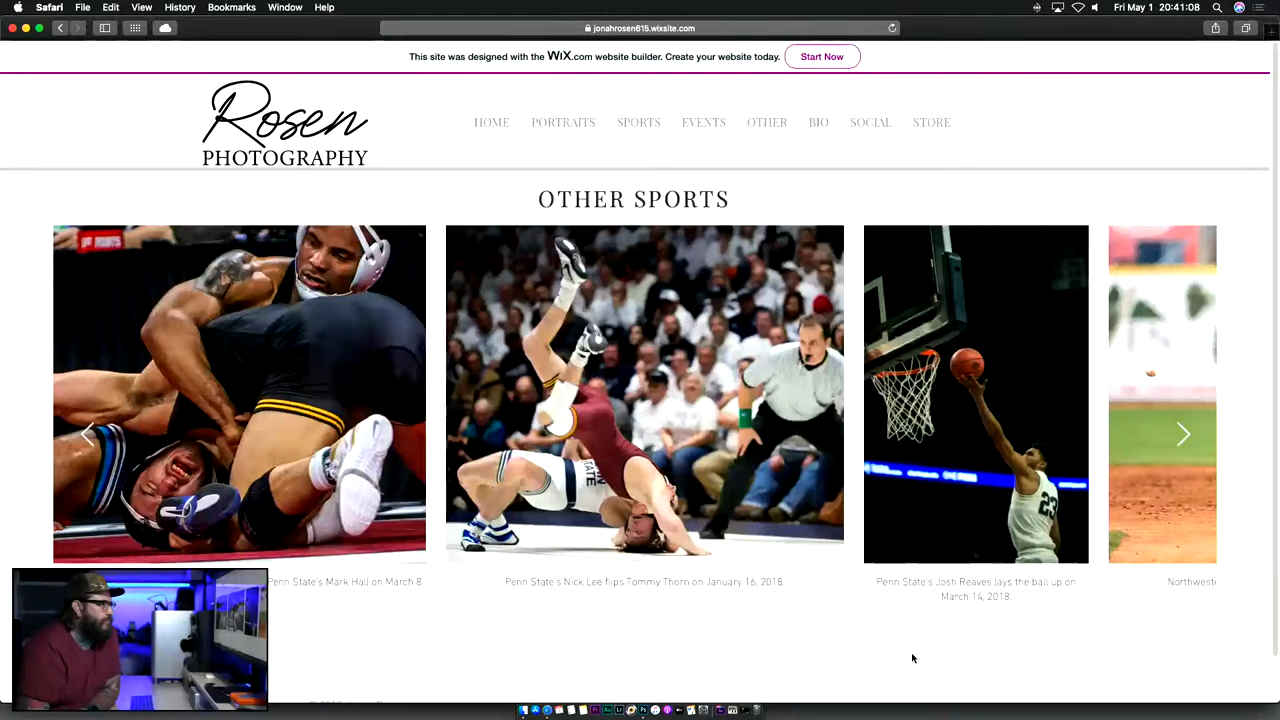 Safari File Edit View History Bookmarks Window Help Fri May 1 20:41:08
jonahrosen615.wixsite.com
This site was designed with the WiX.com website builder. Create your website today. Start Now
Rosen
PHOTOGRAPHY
HOME PORTRAITS SPORTS EVENTS OTHER BIO SOCIAL STORE
OTHER SPORTS
23
Penn State's Mark Hall on March 8,
Penn State's Nick Lee flips Tommy Thorn on January 16, 2018.
Penn State's Josh Reaves lays the ball up on
March 14, 2018.
Northweste